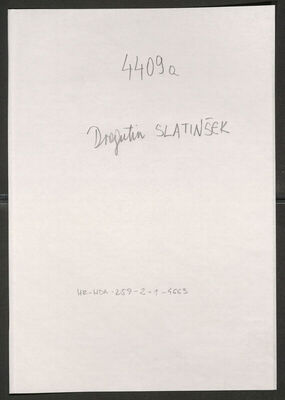 4409a
Dragutin SLATINŠEK
HR-HDA-259-2-1-4663